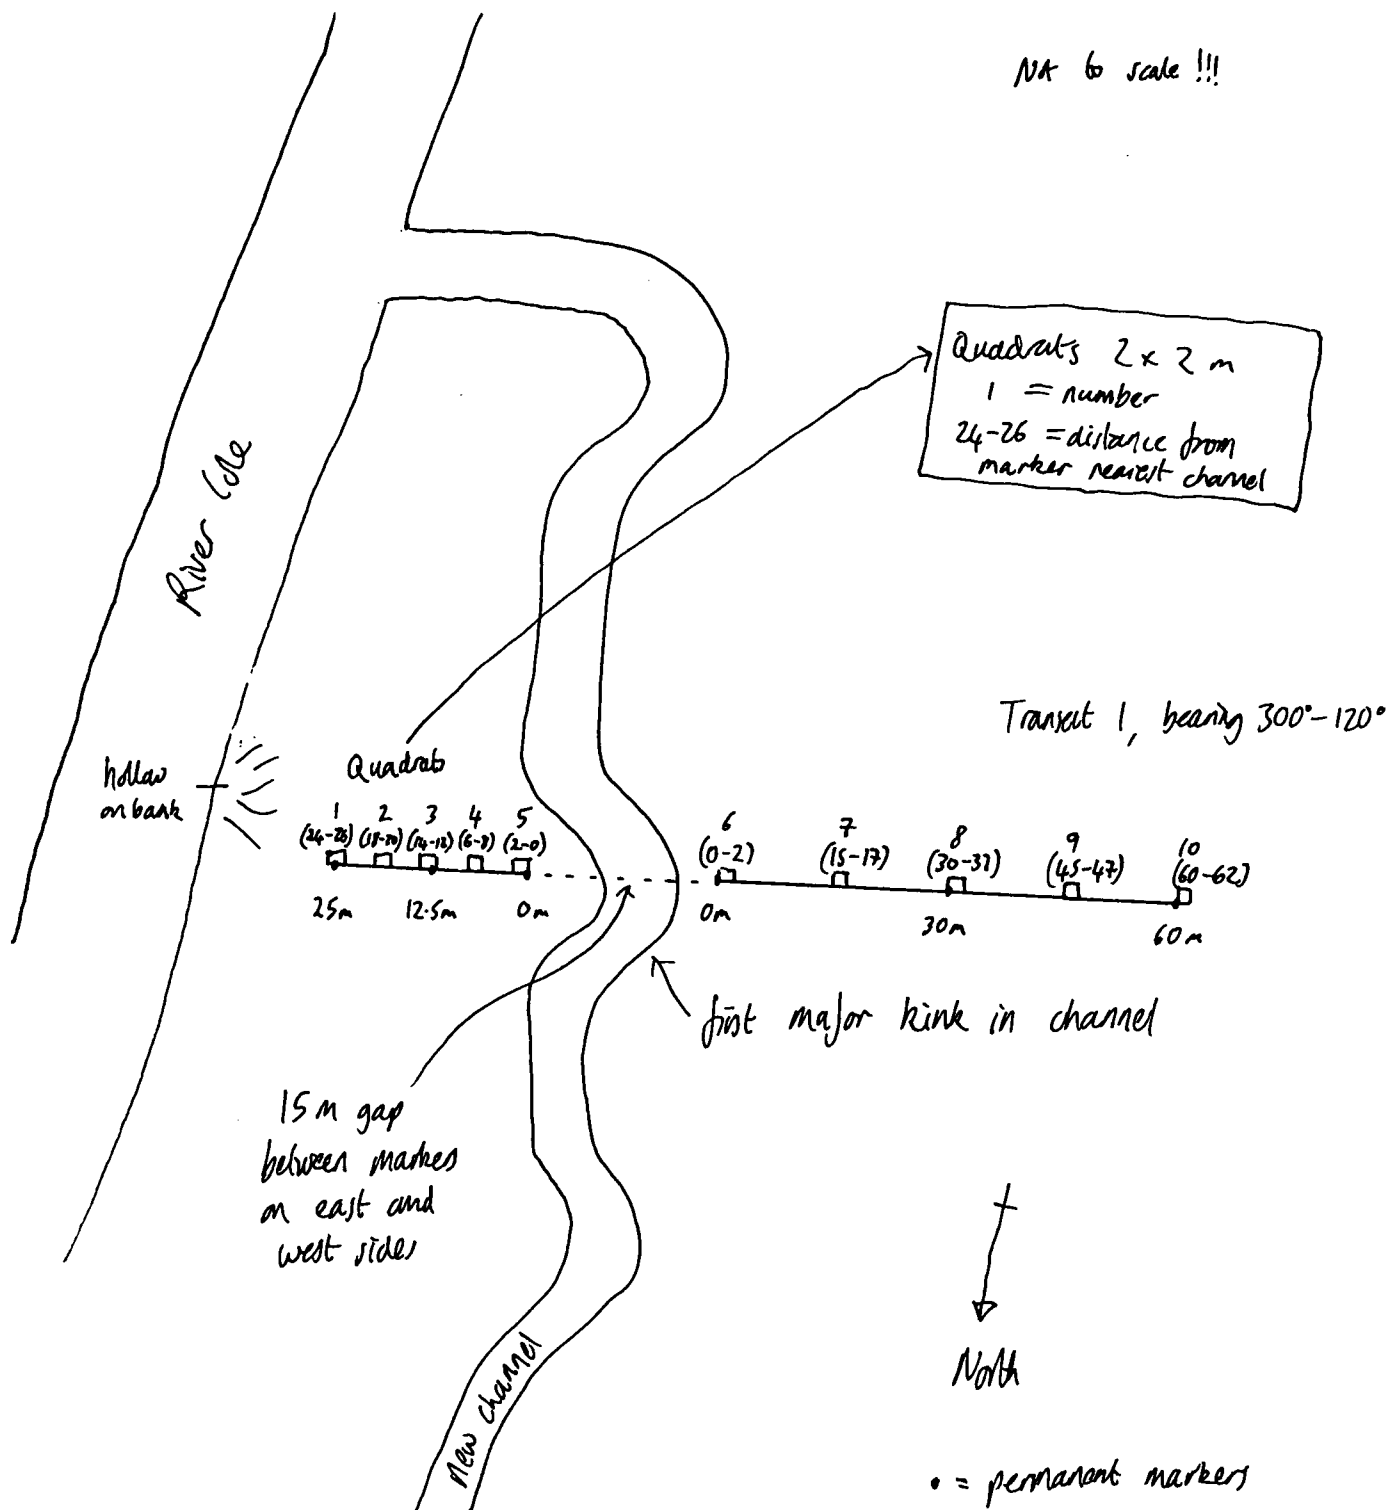 Not to scale !!!
Quadrats 2 x 2 m
1 = number
24-26 = distance from
marker nearest channel
River Cole
Transect 1, bearing 300°-120°
hollow
on bank
Quadrats
1 2 3 4 5
(24-26) (18-20) (6-8) (2-0)
25m 12.5m 0m
6 7 8 9 10
(0-2) (15-17) (30-32) (45-47) (60-62)
0m 30m 60m
first major kink in channel
15m gap
between markers
on east and
west sides
North
New channel
• = permanant markers